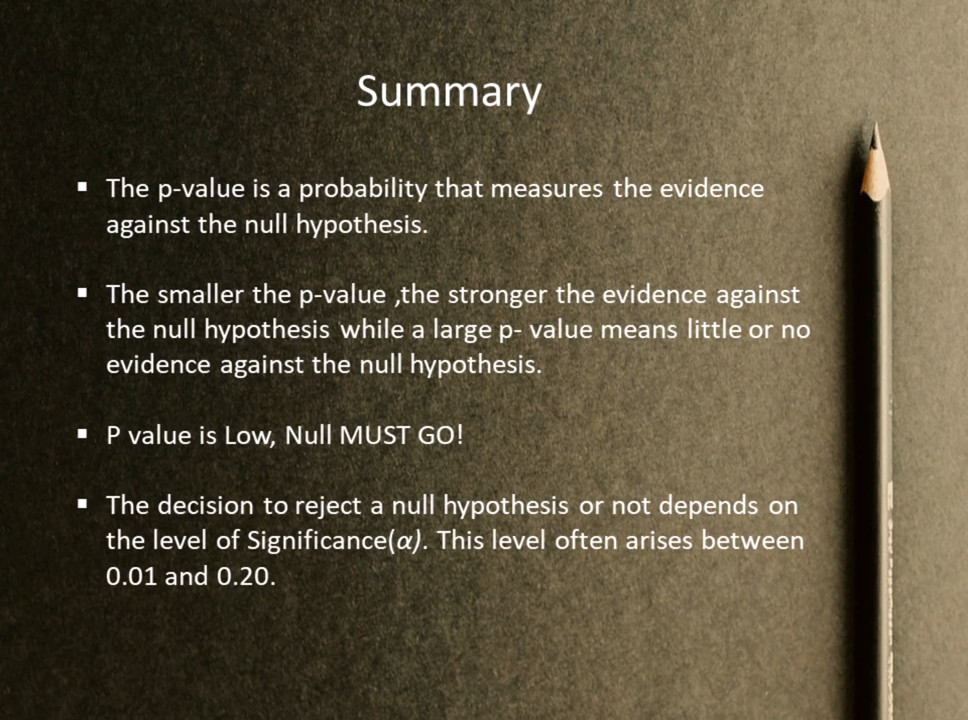 Summary
▪ The p-value is a probability that measures the evidence
against the null hypothesis.
▪ The smaller the p-value ,the stronger the evidence against
the null hypothesis while a large p- value means little or no
evidence against the null hypothesis.
▪ P value is Low, Null MUST GO!
▪ The decision to reject a null hypothesis or not depends on
the level of Significance(α). This level often arises between
0.01 and 0.20.